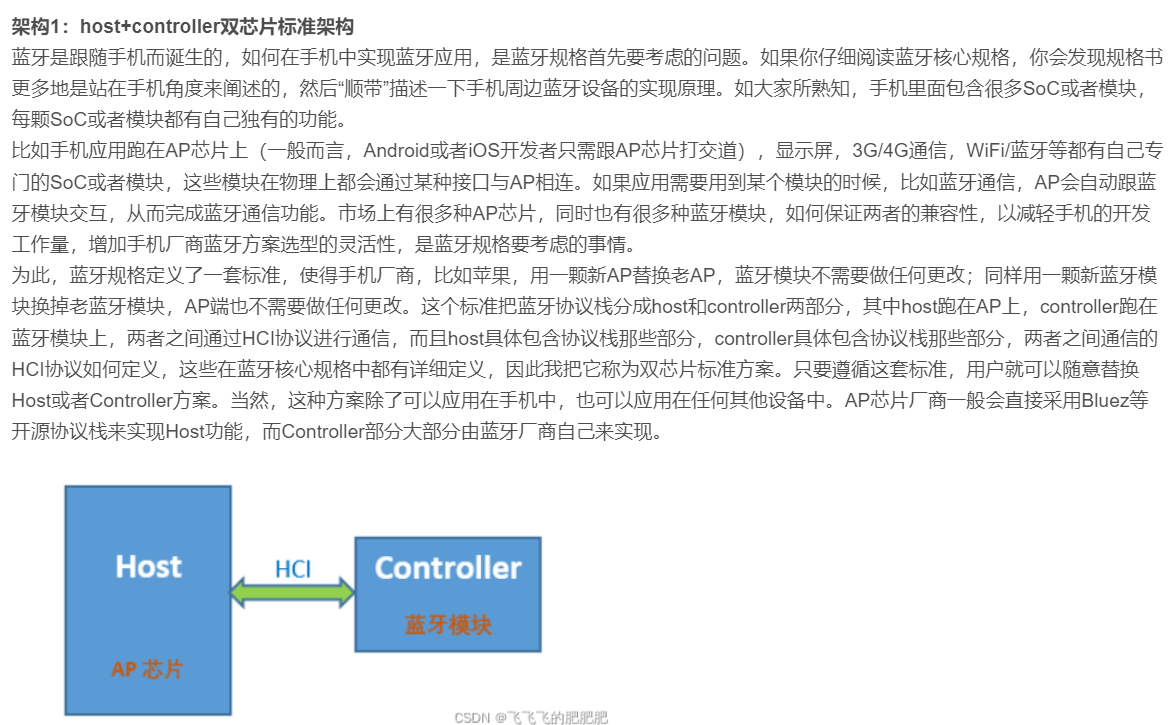 架构1：host+controller双芯片标准架构
蓝牙是跟随手机而诞生的，如何在手机中实现蓝牙应用，是蓝牙规格首先要考虑的问题。如果你仔细阅读蓝牙核心规格，你会发现规格书
更多地是站在手机角度来阐述的，然后“顺带”描述一下手机周边蓝牙设备的实现原理。如大家所熟知，手机里面包含很多SoC或者模块，
每颗SoC或者模块都有自己独有的功能。
比如手机应用跑在AP芯片上（一般而言，Android或者iOS开发者只需跟AP芯片打交道），显示屏，3G/4G通信，WiFi/蓝牙等都有自己专
门的SoC或者模块，这些模块在物理上都会通过某种接口与AP相连。如果应用需要用到某个模块的时候，比如蓝牙通信，AP会自动跟蓝
牙模块交互，从而完成蓝牙通信功能。市场上有很多种AP芯片，同时也有很多种蓝牙模块，如何保证两者的兼容性，以减轻手机的开发
工作量，增加手机厂商蓝牙方案选型的灵活性，是蓝牙规格要考虑的事情。
为此，蓝牙规格定义了一套标准，使得手机厂商，比如苹果，用一颗新AP替换老AP，蓝牙模块不需要做任何更改；同样用一颗新蓝牙模
块换掉老蓝牙模块，AP端也不需要做任何更改。这个标准把蓝牙协议栈分成host和controller两部分，其中host跑在AP上，controller跑在
蓝牙模块上，两者之间通过HCI协议进行通信，而且host具体包含协议栈那些部分，controller具体包含协议栈那些部分，两者之间通信的
HCI协议如何定义，这些在蓝牙核心规格中都有详细定义，因此我把它称为双芯片标准方案。只要遵循这套标准，用户就可以随意替换
Host或者Controller方案。当然，这种方案除了可以应用在手机中，也可以应用在任何其他设备中。AP芯片厂商一般会直接采用Bluez等
开源协议栈来实现Host功能，而Controller部分大部分由蓝牙厂商自己来实现。
Host
HCI
Controller
蓝牙模块
AP 芯片
CSDN @飞飞飞的肥肥肥